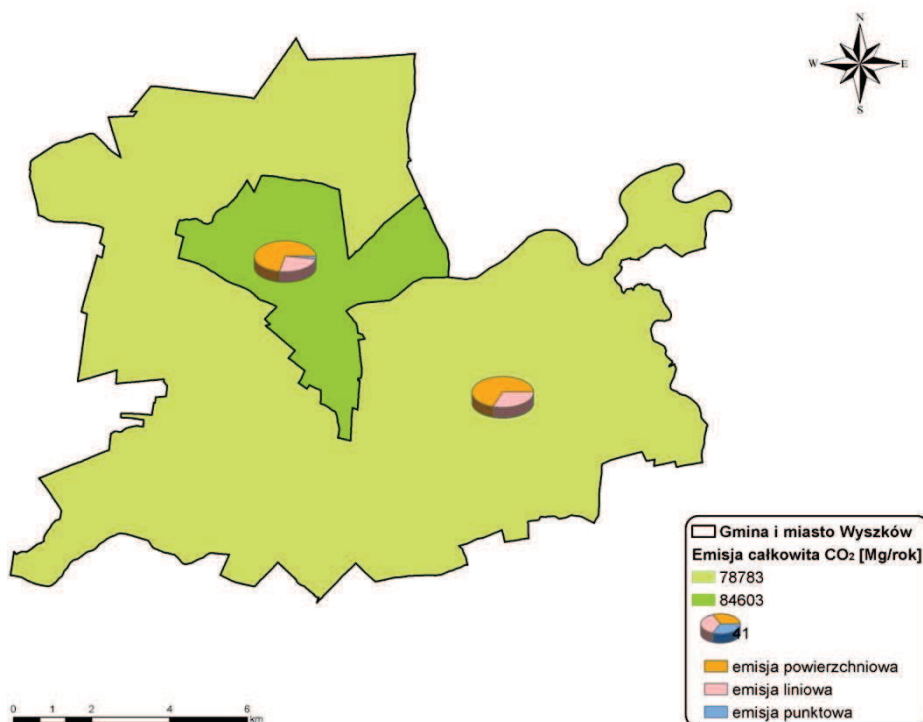 N
W E
S
Gmina i miasto Wyszków
Emisja całkowita CO₂ [Mg/rok]
78783
84603
41
emisja powierzchniowa
emisja liniowa
emisja punktowa
0 1 2 4 6
km